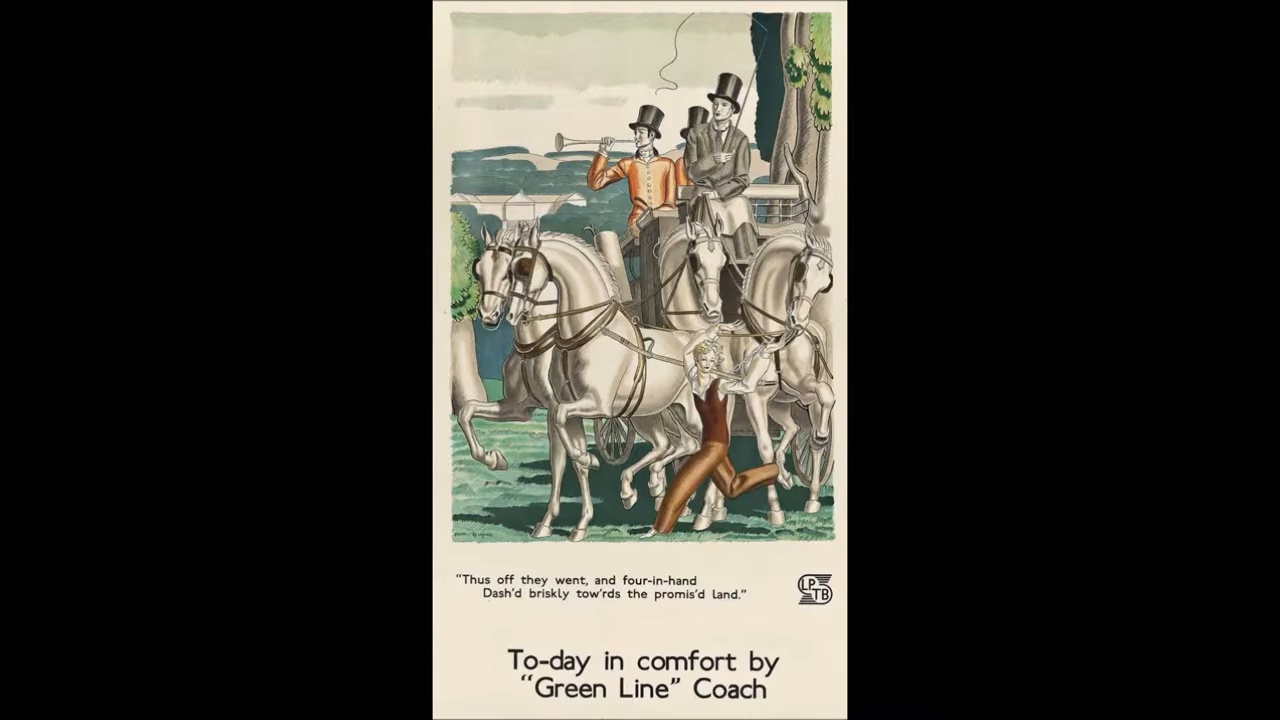 “Thus off they went, and four-in-hand
Dash’d briskly tow’rds the promis’d land.”
LP
TB
To-day in comfort by
“Green Line” Coach